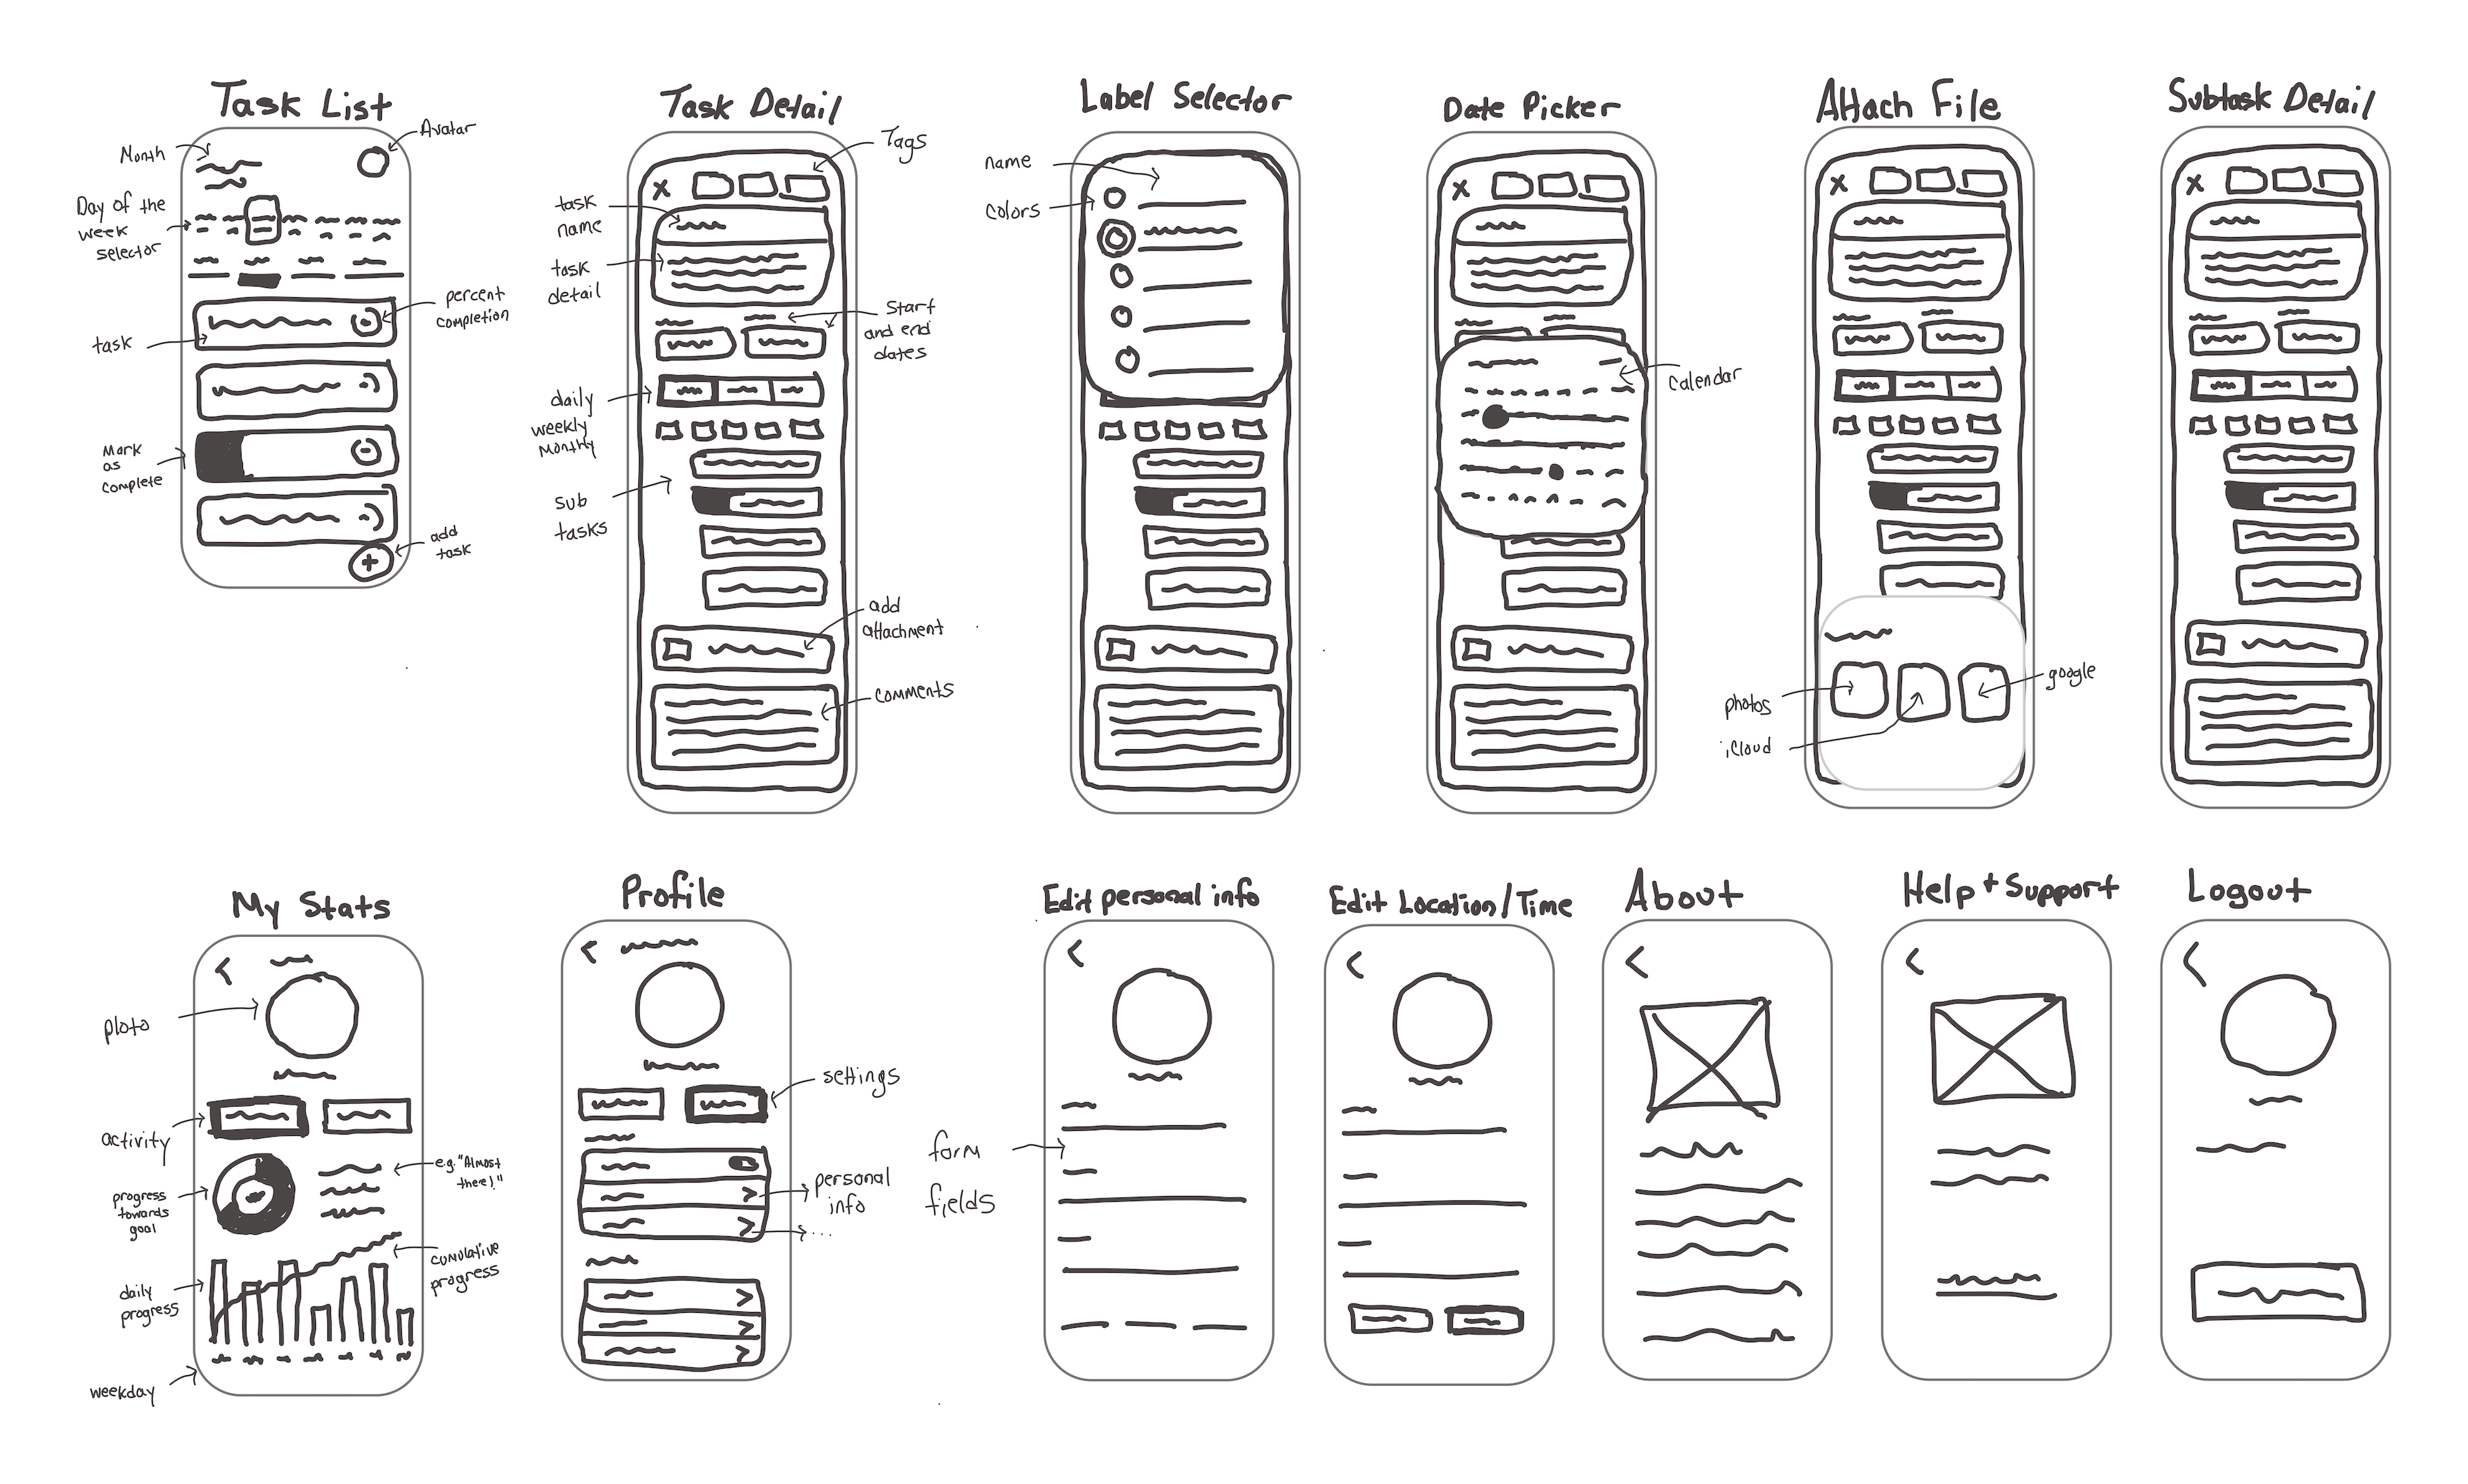 Task List
Task Detail
Label Selector
Date Picker
Attach File
Subtask Detail
Month
Avatar
Day of the
week
selector
percent
completion
task
Mark
as
complete
add
task
Tags
task
name
task
detail
Start
and end
dates
daily
weekly
monthly
sub
tasks
add
attachment
comments
name
colors
calendar
photos
iCloud
google
My Stats
Profile
Edit personal info
Edit Location/Time
About
Help + Support
Logout
ploto
activity
progress
towards
goal
e.g. "Almost
there!"
daily
progress
cumulative
progress
weekday
settings
personal
info
...
form
fields